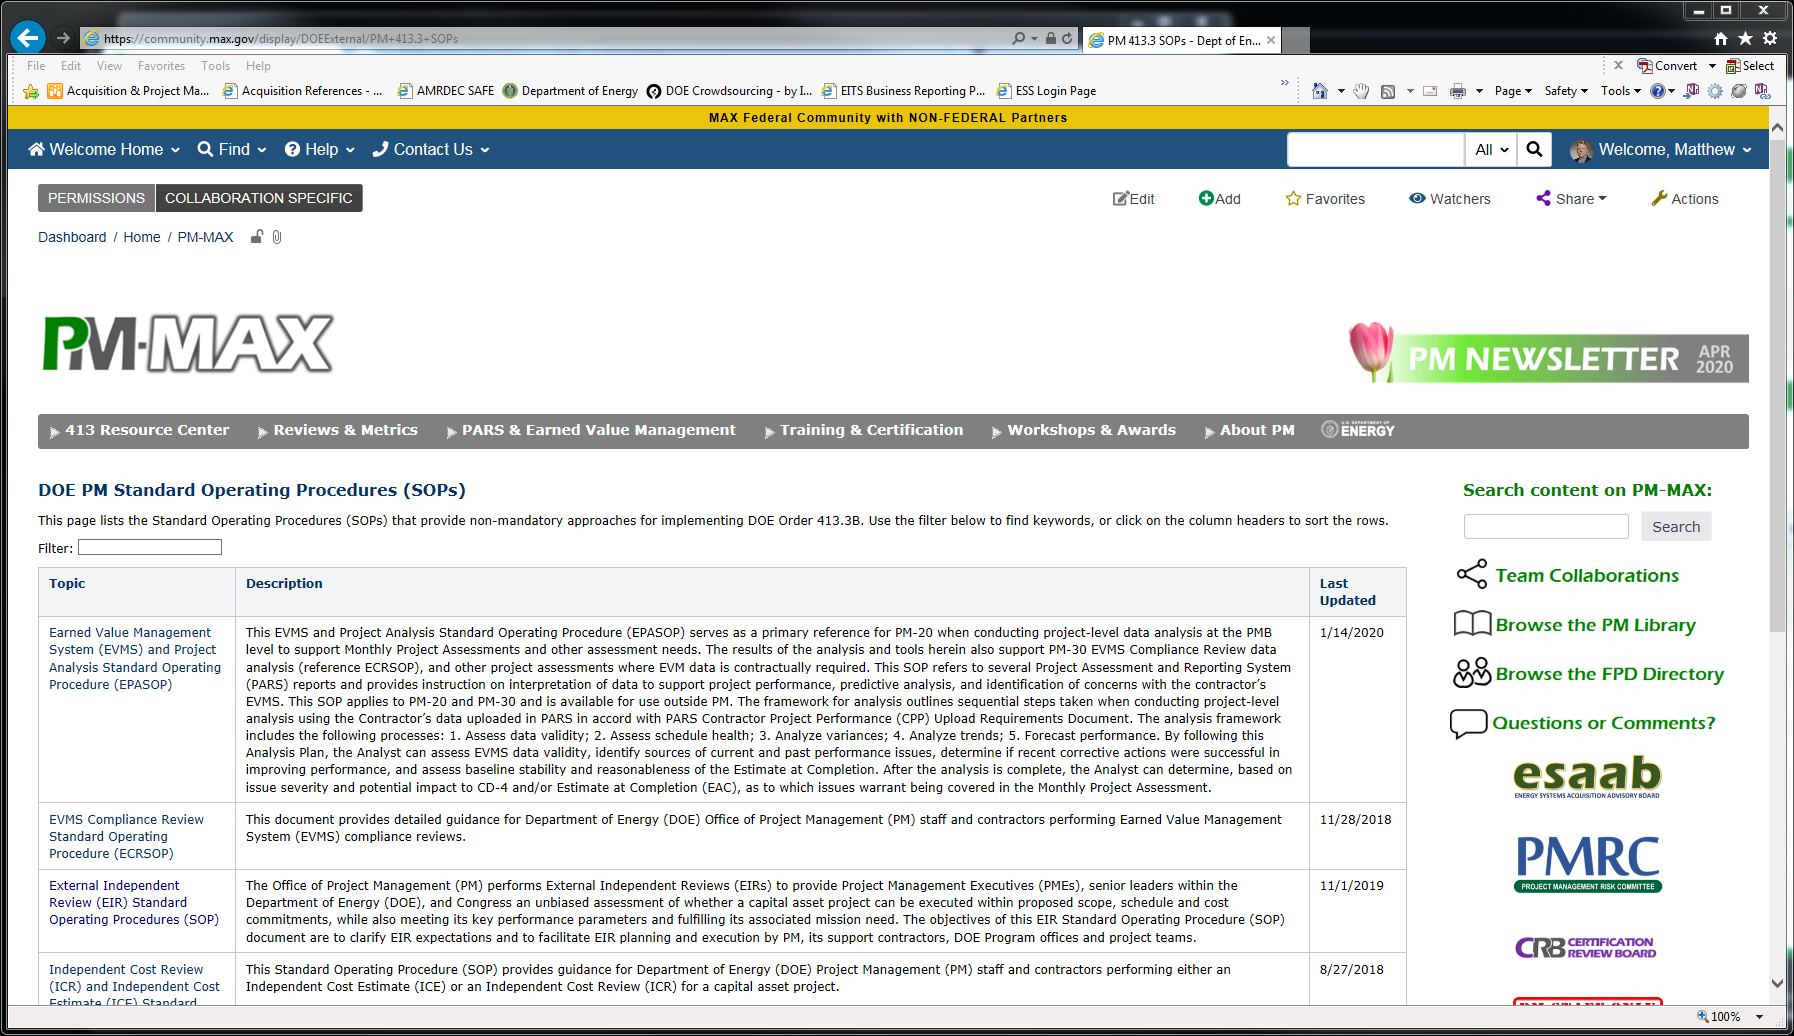 https://community.max.gov/display/DOEExternal/PM+413.3+SOPs
PM 413.3 SOPs - Dept of En...
File Edit View Favorites Tools Help
Convert Select
Acquisition & Project Ma... Acquisition References - ... AMRDEC SAFE Department of Energy DOE Crowdsourcing - by I... EITS Business Reporting P... ESS Login Page
Page Safety Tools
MAX Federal Community with NON-FEDERAL Partners
Welcome Home Find Help Contact Us All Welcome, Matthew
PERMISSIONS COLLABORATION SPECIFIC
Edit Add Favorites Watchers Share Actions
Dashboard / Home / PM-MAX
PM-MAX
PM NEWSLETTER APR 2020
413 Resource Center Reviews & Metrics PARS & Earned Value Management Training & Certification Workshops & Awards About PM U.S. DEPARTMENT OF ENERGY
DOE PM Standard Operating Procedures (SOPs)
This page lists the Standard Operating Procedures (SOPs) that provide non-mandatory approaches for implementing DOE Order 413.3B. Use the filter below to find keywords, or click on the column headers to sort the rows.
Filter:
Topic Description Last Updated
Earned Value Management
System (EVMS) and Project
Analysis Standard Operating
Procedure (EPASOP)
This EVMS and Project Analysis Standard Operating Procedure (EPASOP) serves as a primary reference for PM-20 when conducting project-level data analysis at the PMB
level to support Monthly Project Assessments and other assessment needs. The results of the analysis and tools herein also support PM-30 EVMS Compliance Review data
analysis (reference ECRSOP), and other project assessments where EVM data is contractually required. This SOP refers to several Project Assessment and Reporting System
(PARS) reports and provides instruction on interpretation of data to support project performance, predictive analysis, and identification of concerns with the contractor's
EVMS. This SOP applies to PM-20 and PM-30 and is available for use outside PM. The framework for analysis outlines sequential steps taken when conducting project-level
analysis using the Contractor's data uploaded in PARS in accord with PARS Contractor Project Performance (CPP) Upload Requirements Document. The analysis framework
includes the following processes: 1. Assess data validity; 2. Assess schedule health; 3. Analyze variances; 4. Analyze trends; 5. Forecast performance. By following this
Analysis Plan, the Analyst can assess EVMS data validity, identify sources of current and past performance issues, determine if recent corrective actions were successful in
improving performance, and assess baseline stability and reasonableness of the Estimate at Completion. After the analysis is complete, the Analyst can determine, based on
issue severity and potential impact to CD-4 and/or Estimate at Completion (EAC), as to which issues warrant being covered in the Monthly Project Assessment.
1/14/2020
EVMS Compliance Review
Standard Operating
Procedure (ECRSOP)
This document provides detailed guidance for Department of Energy (DOE) Office of Project Management (PM) staff and contractors performing Earned Value Management
System (EVMS) compliance reviews.
11/28/2018
External Independent
Review (EIR) Standard
Operating Procedures (SOP)
The Office of Project Management (PM) performs External Independent Reviews (EIRs) to provide Project Management Executives (PMEs), senior leaders within the
Department of Energy (DOE), and Congress an unbiased assessment of whether a capital asset project can be executed within proposed scope, schedule and cost
commitments, while also meeting its key performance parameters and fulfilling its associated mission need. The objectives of this EIR Standard Operating Procedure (SOP)
document are to clarify EIR expectations and to facilitate EIR planning and execution by PM, its support contractors, DOE Program offices and project teams.
11/1/2019
Independent Cost Review
(ICR) and Independent Cost
Estimate (ICE) Standard
This Standard Operating Procedure (SOP) provides guidance for Department of Energy (DOE) Project Management (PM) staff and contractors performing either an
Independent Cost Estimate (ICE) or an Independent Cost Review (ICR) for a capital asset project.
8/27/2018
Search content on PM-MAX:
Search
Team Collaborations
Browse the PM Library
Browse the FPD Directory
Questions or Comments?
esaab
ENERGY SYSTEMS ACQUISITION ADVISORY BOARD
PMRC
PROJECT MANAGEMENT RISK COMMITTEE
CRB CERTIFICATION REVIEW BOARD
100%